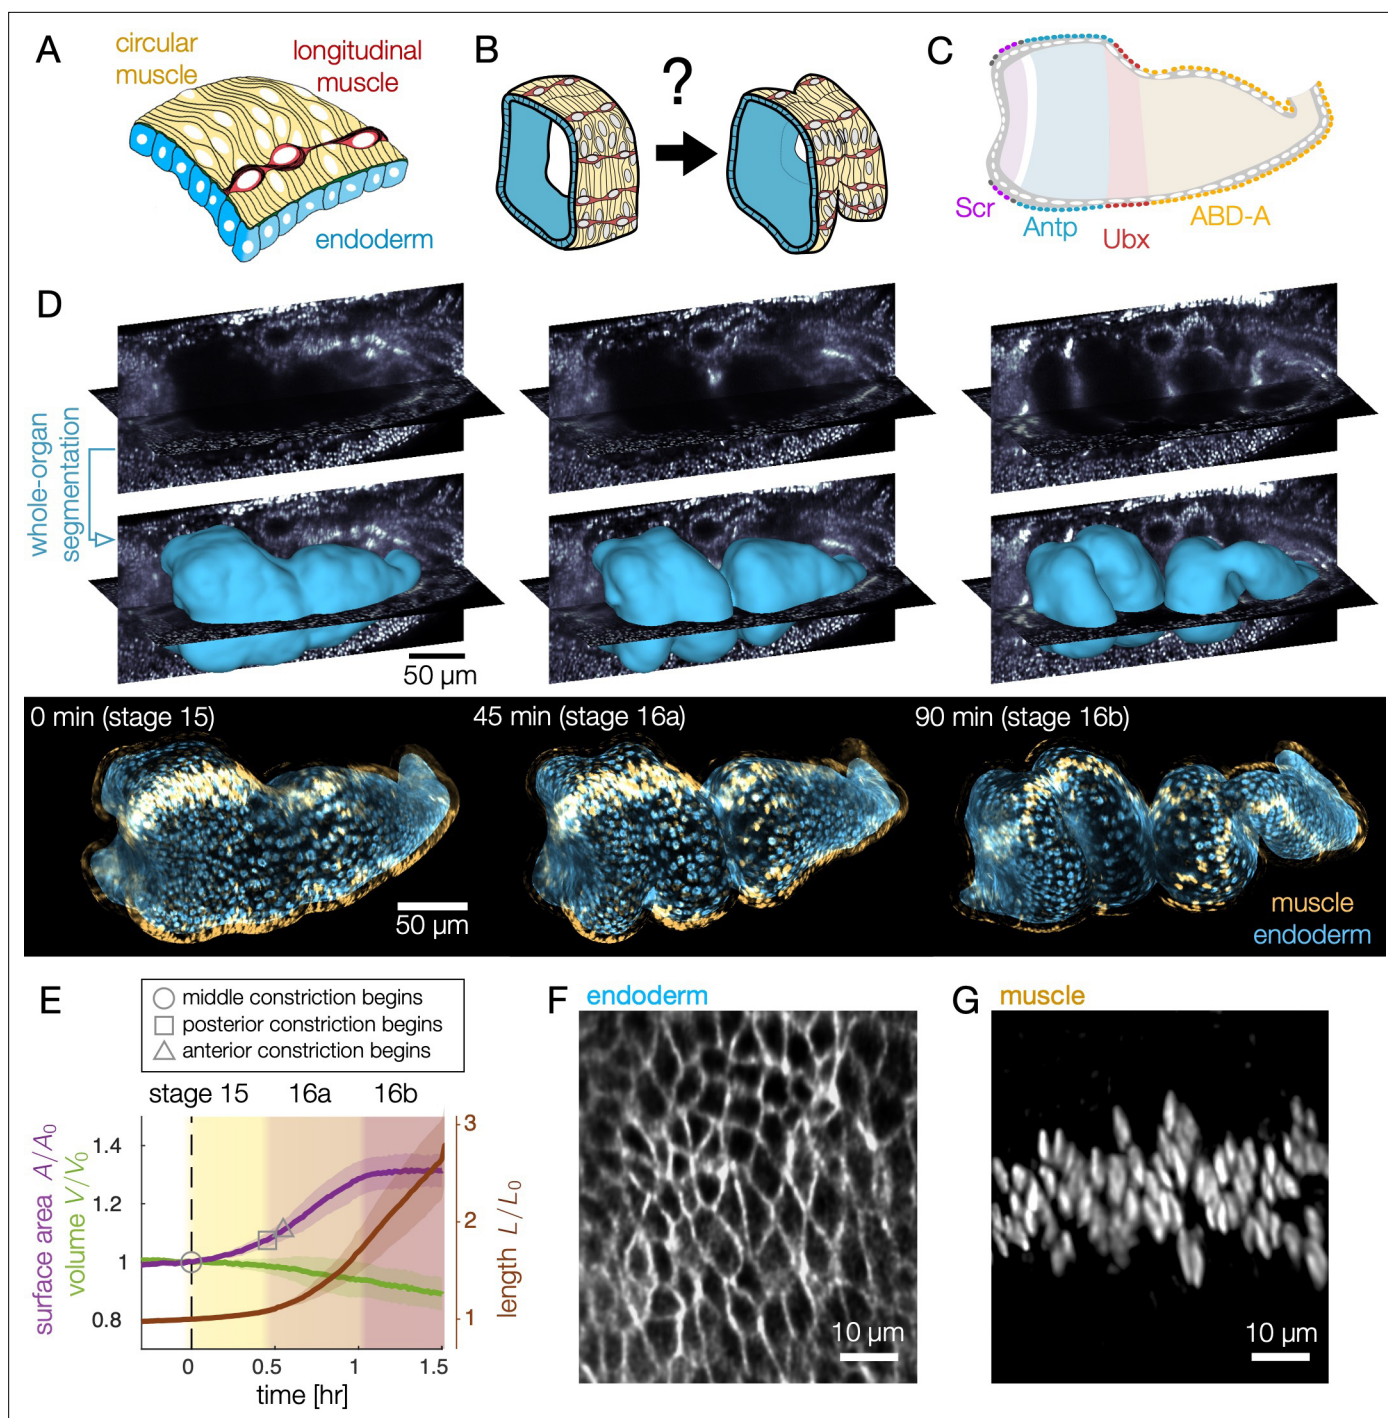 A
circular
muscle
longitudinal
muscle
endoderm
B
?
C
Scr
Antp
Ubx
ABD-A
D
whole-organ
segmentation
50 µm
0 min (stage 15)
45 min (stage 16a)
90 min (stage 16b)
50 µm
muscle
endoderm
E
middle constriction begins
posterior constriction begins
anterior constriction begins
stage 15 16a 16b
surface area A/A0
volume V/V0
1.4
1.2
1
0.8
3
2
1
length L/L0
0 0.5 1 1.5
time [hr]
F endoderm
10 µm
G muscle
10 µm